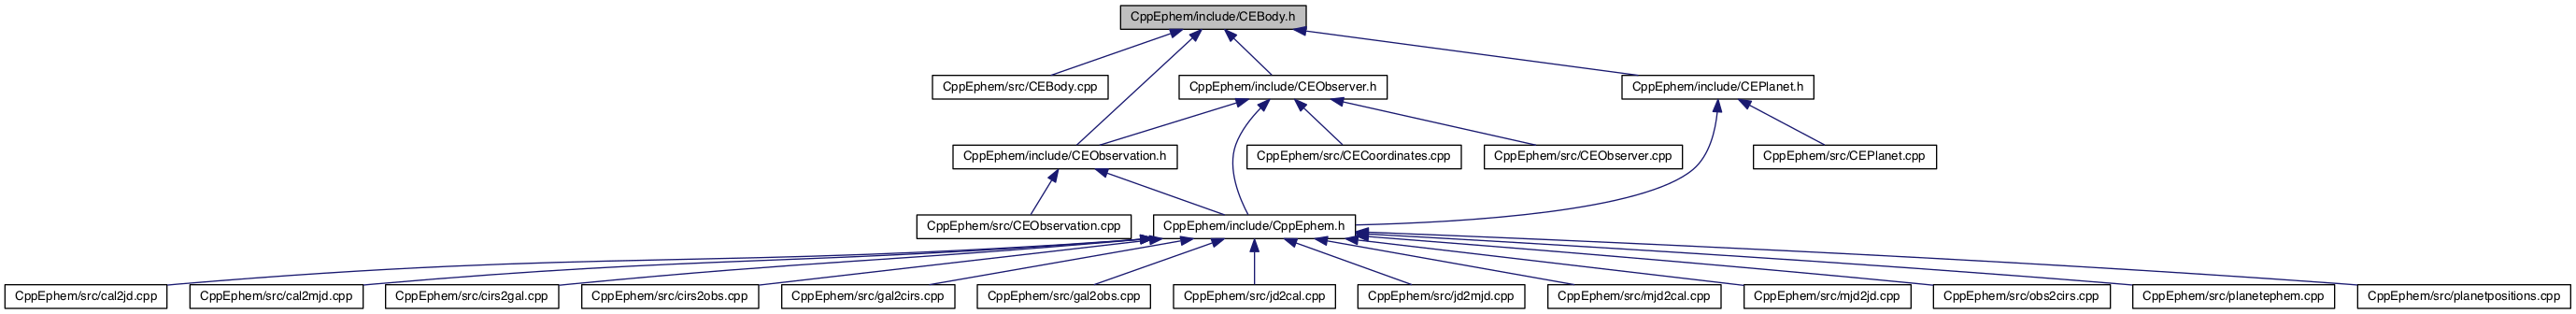 CppEphem/include/CEBody.h
CppEphem/src/CEBody.cpp
CppEphem/include/CEObserver.h
CppEphem/include/CEPlanet.h
CppEphem/include/CEObservation.h
CppEphem/src/CECoordinates.cpp
CppEphem/src/CEObserver.cpp
CppEphem/src/CEPlanet.cpp
CppEphem/src/CEObservation.cpp
CppEphem/include/CppEphem.h
CppEphem/src/cal2jd.cpp
CppEphem/src/cal2mjd.cpp
CppEphem/src/cirs2gal.cpp
CppEphem/src/cirs2obs.cpp
CppEphem/src/gal2cirs.cpp
CppEphem/src/gal2obs.cpp
CppEphem/src/jd2cal.cpp
CppEphem/src/jd2mjd.cpp
CppEphem/src/mjd2cal.cpp
CppEphem/src/mjd2jd.cpp
CppEphem/src/obs2cirs.cpp
CppEphem/src/planetephem.cpp
CppEphem/src/planetpositions.cpp